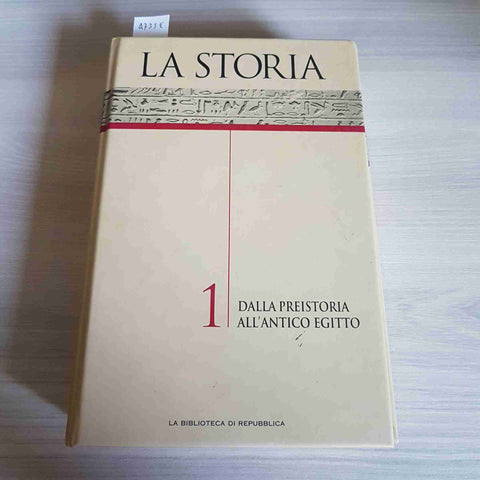 LA STORIA
1
DALLA PREISTORIA
ALL'ANTICO EGITTO
LA BIBLIOTECA DI REPUBBLICA